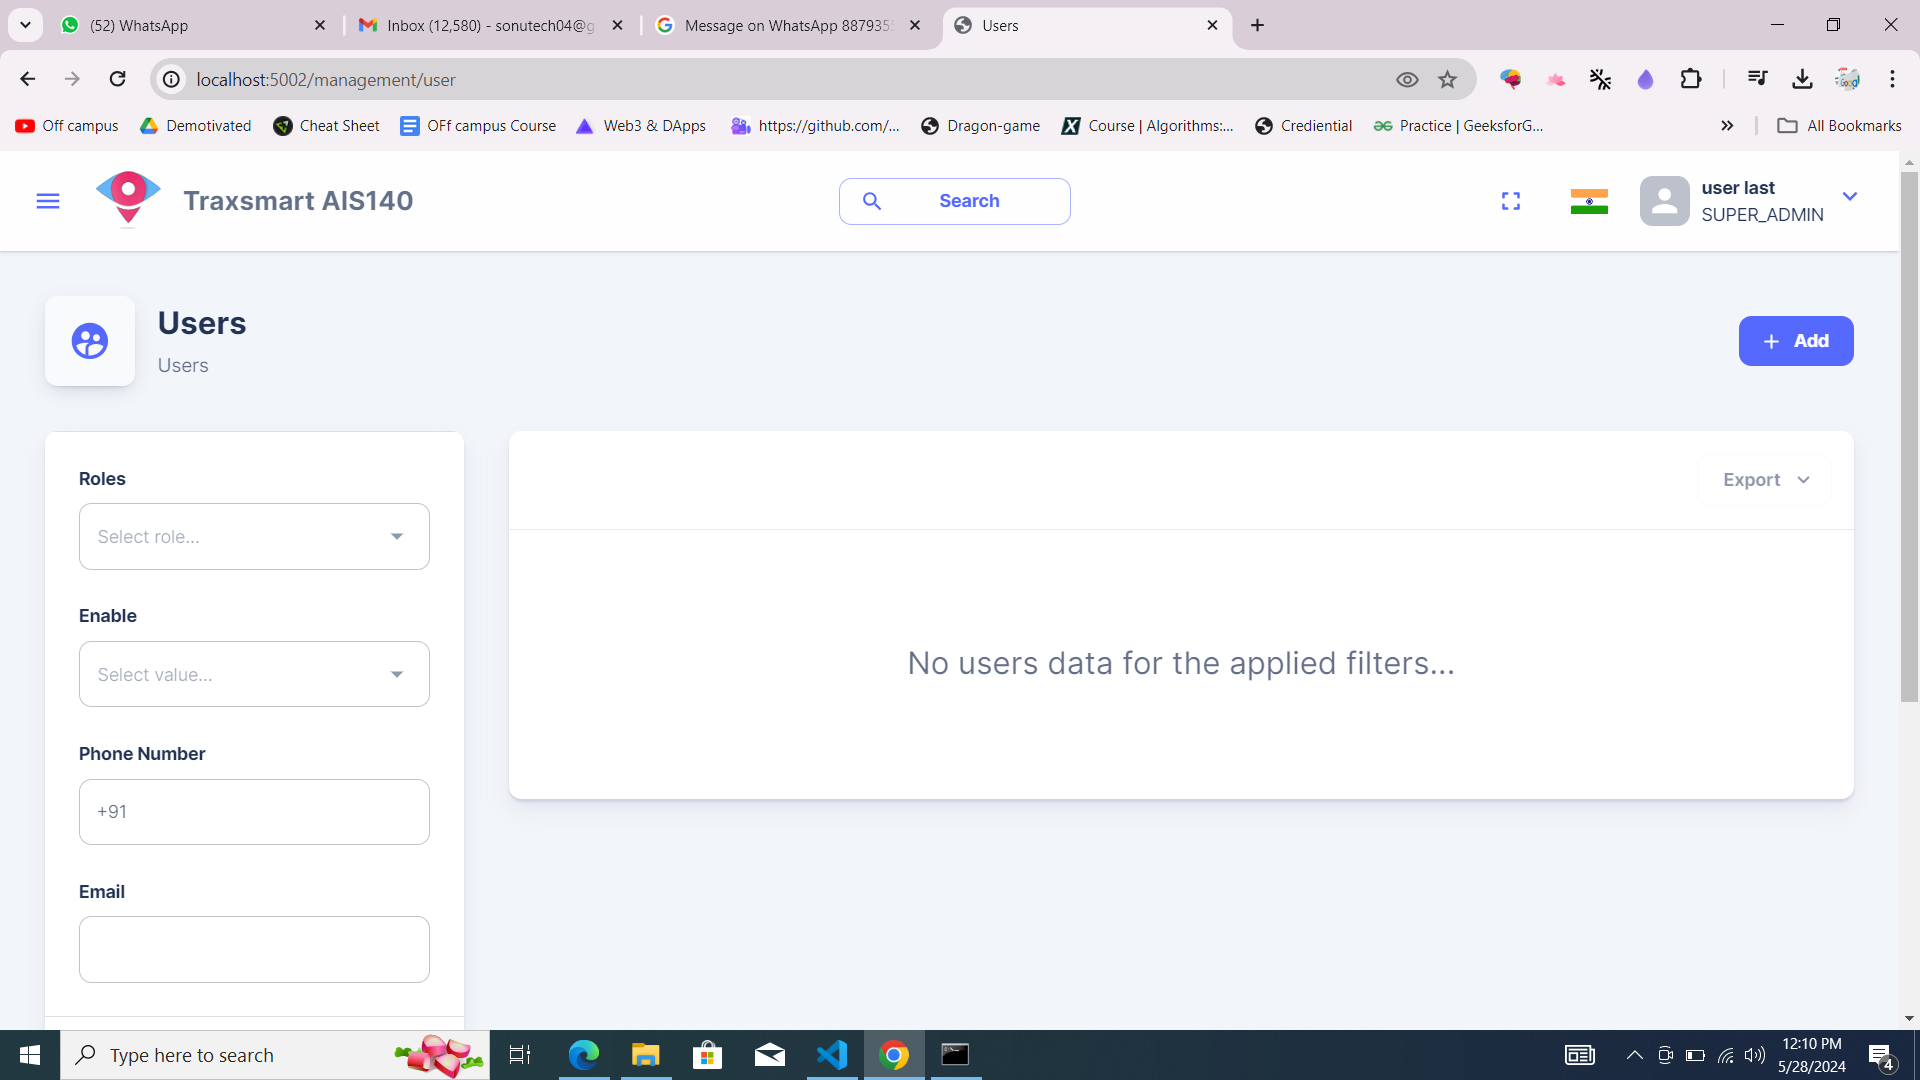 (52) WhatsApp
Inbox (12,580) - sonutech04@g
Message on WhatsApp 887935
Users
localhost:5002/management/user
Off campus
Demotivated
Cheat Sheet
OFf campus Course
Web3 & DApps
https://github.com/...
Dragon-game
Course | Algorithms:...
Crediential
Practice | GeeksforG...
All Bookmarks
Traxsmart AIS140
Search
user last
SUPER_ADMIN
Users
Users
Add
Roles
Select role...
Enable
Select value...
Phone Number
+91
Email
Export
No users data for the applied filters...
Type here to search
12:10 PM
5/28/2024
4